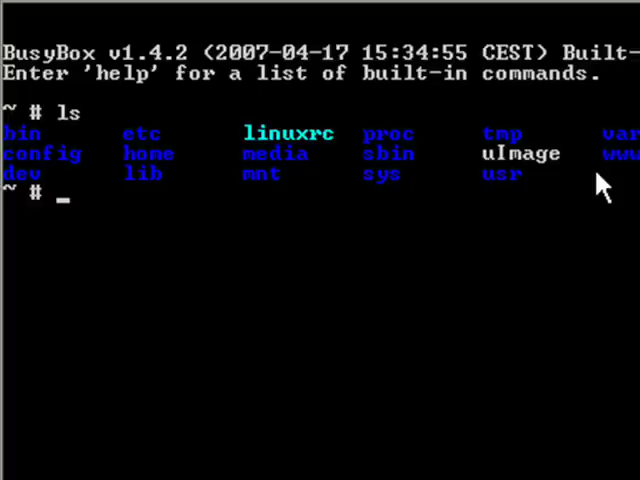 BusyBox v1.4.2 (2007-04-17 15:34:55 CEST) Built-
Enter 'help' for a list of built-in commands.
~ # ls
bin etc linuxrc proc tmp var
config home media sbin uImage www
dev lib mnt sys usr
~ # _